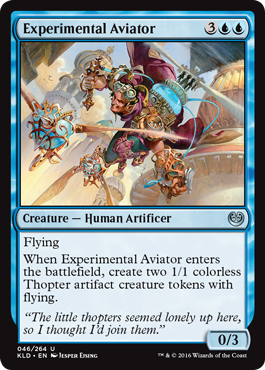 Experimental Aviator 3
Creature — Human Artificer
Flying
When Experimental Aviator enters
the battlefield, create two 1/1 colorless
Thopter artifact creature tokens with
flying.
“The little thopters seemed lonely up here,
so I thought I’d join them.”
0/3
046/264 U
KLD • EN Jesper Ejsing
™ & © 2016 Wizards of the Coast